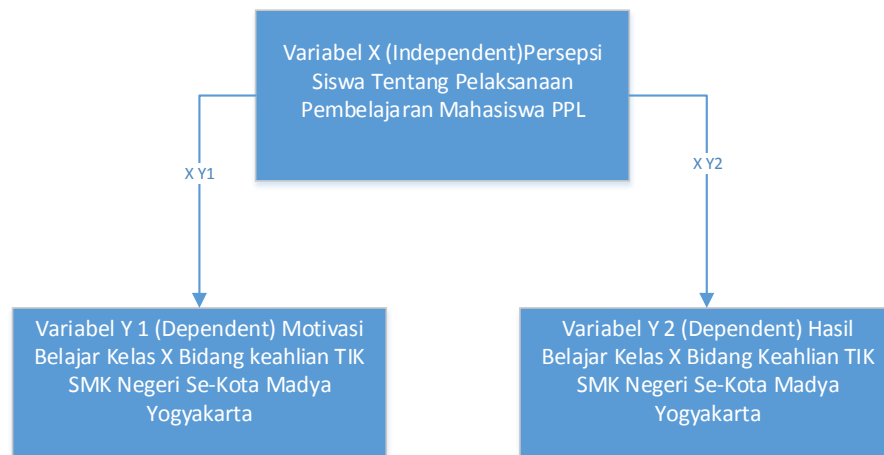 Variabel X (Independent)Persepsi
Siswa Tentang Pelaksanaan
Pembelajaran Mahasiswa PPL
X Y1
X Y2
Variabel Y 1 (Dependent) Motivasi
Belajar Kelas X Bidang keahlian TIK
SMK Negeri Se-Kota Madya
Yogyakarta
Variabel Y 2 (Dependent) Hasil
Belajar Kelas X Bidang Keahlian TIK
SMK Negeri Se-Kota Madya
Yogyakarta